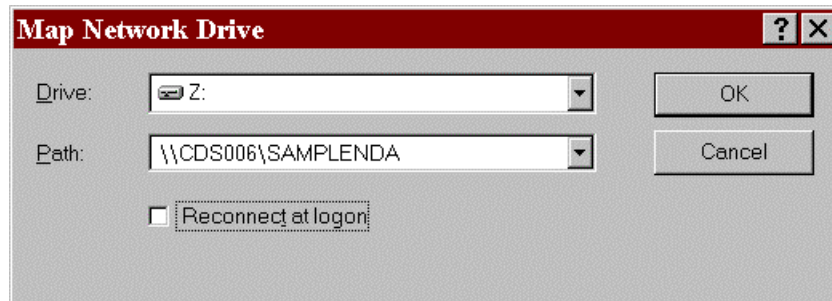 Map Network Drive
Drive: Z: OK
Path: \\CDS006\SAMPLENDA Cancel
Reconnect at logon